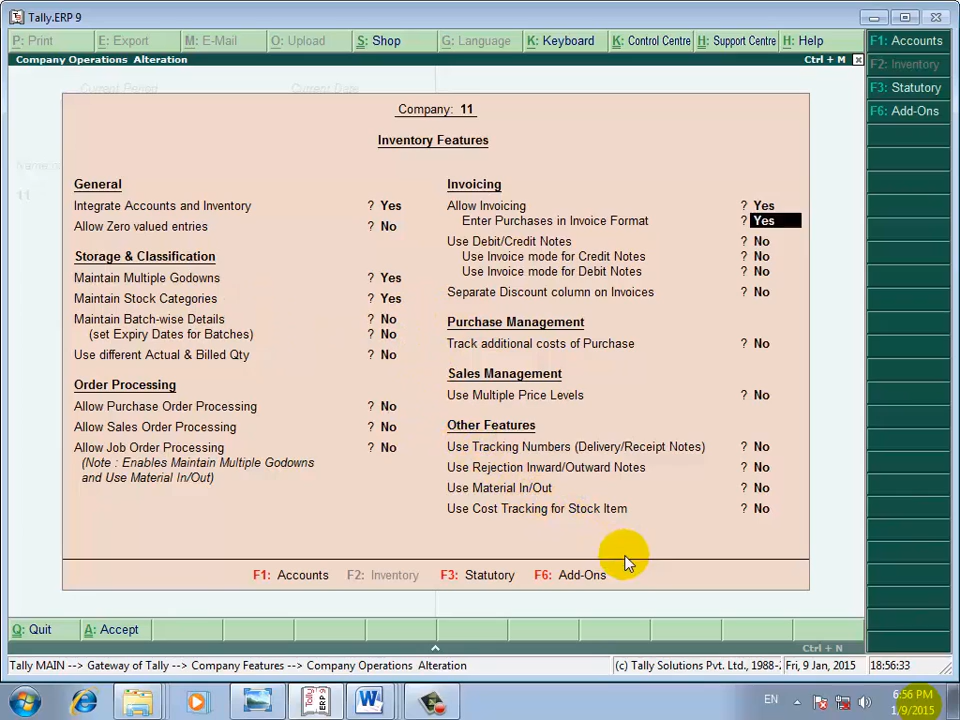 Tally.ERP 9
P: Print E: Export M: E-Mail O: Upload S: Shop G: Language K: Keyboard K: Control Centre H: Support Centre H: Help
F1: Accounts
F2: Inventory
F3: Statutory
F6: Add-Ons
Company Operations Alteration Ctrl + M
Current Period Current Date
11
Company: 11
Inventory Features
General
Integrate Accounts and Inventory ? Yes
Allow Zero valued entries ? No
Storage & Classification
Maintain Multiple Godowns ? Yes
Maintain Stock Categories ? Yes
Maintain Batch-wise Details ? No
(set Expiry Dates for Batches) ? No
Use different Actual & Billed Qty ? No
Order Processing
Allow Purchase Order Processing ? No
Allow Sales Order Processing ? No
Allow Job Order Processing ? No
(Note : Enables Maintain Multiple Godowns
and Use Material In/Out)
Invoicing
Allow Invoicing ? Yes
Enter Purchases in Invoice Format ? Yes
Use Debit/Credit Notes ? No
Use Invoice mode for Credit Notes ? No
Use Invoice mode for Debit Notes ? No
Separate Discount column on Invoices ? No
Purchase Management
Track additional costs of Purchase ? No
Sales Management
Use Multiple Price Levels ? No
Other Features
Use Tracking Numbers (Delivery/Receipt Notes) ? No
Use Rejection Inward/Outward Notes ? No
Use Material In/Out ? No
Use Cost Tracking for Stock Item ? No
F1: Accounts F2: Inventory F3: Statutory F6: Add-Ons
Q: Quit A: Accept
Ctrl + N
Tally MAIN --> Gateway of Tally --> Company Features --> Company Operations Alteration (c) Tally Solutions Pvt. Ltd., 1988- Fri, 9 Jan, 2015 18:56:33
Tally ERP 9
W
EN
6:56 PM
1/9/2015